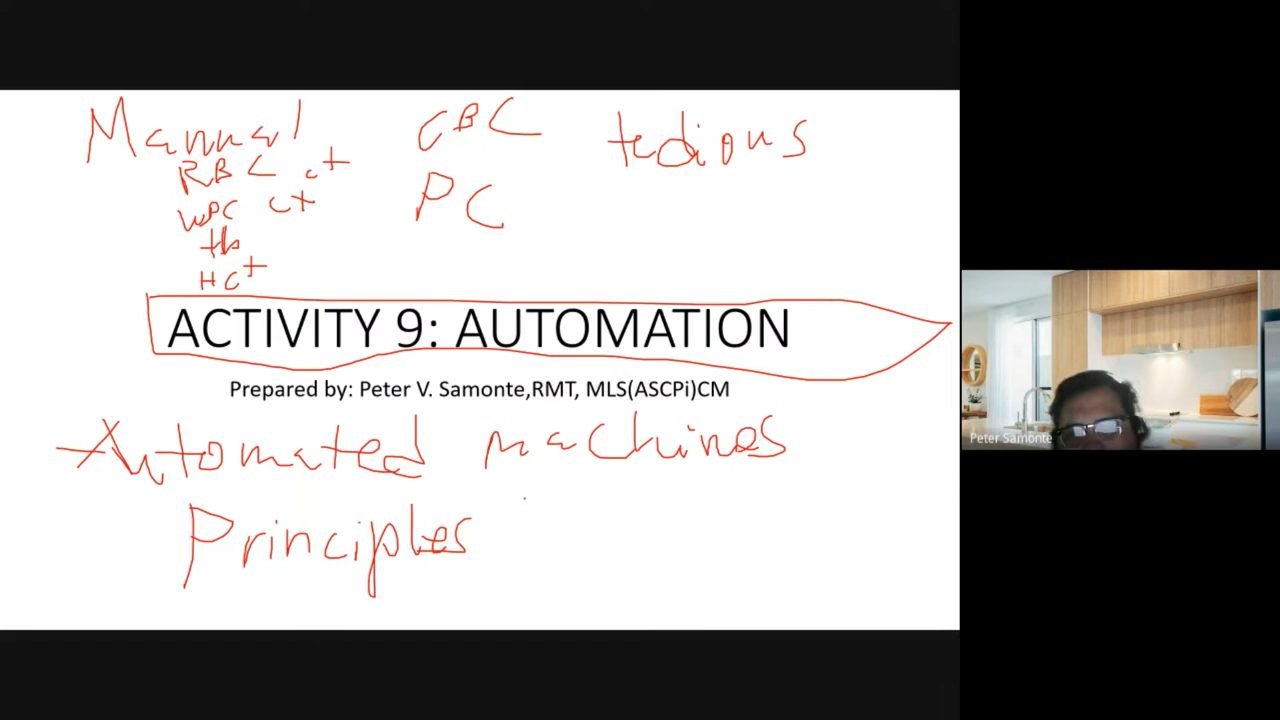 Manual CBC tedious
RBC ct
WBC ct PC
Hb
HCt
ACTIVITY 9: AUTOMATION
Prepared by: Peter V. Samonte,RMT, MLS(ASCPi)CM
Automated machines
Principles
Peter Samonte